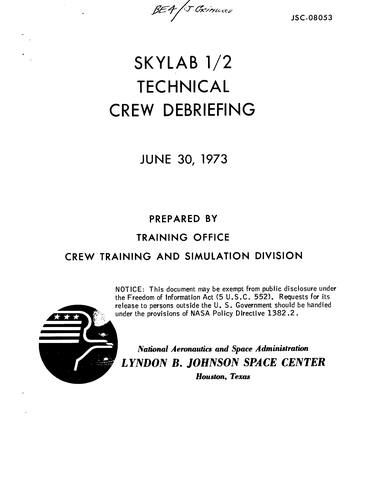 BEA/J
JSC-08053
SKYLAB 1/2
TECHNICAL
CREW DEBRIEFING
JUNE 30, 1973
PREPARED BY
TRAINING OFFICE
CREW TRAINING AND SIMULATION DIVISION
NOTICE: This document may be exempt from public disclosure under
the Freedom of Information Act (5 U.S.C. 552). Requests for its
release to persons outside the U. S. Government should be handled
under the provisions of NASA Policy Directive 1382.2.
National Aeronautics and Space Administration
LYNDON B. JOHNSON SPACE CENTER
Houston, Texas